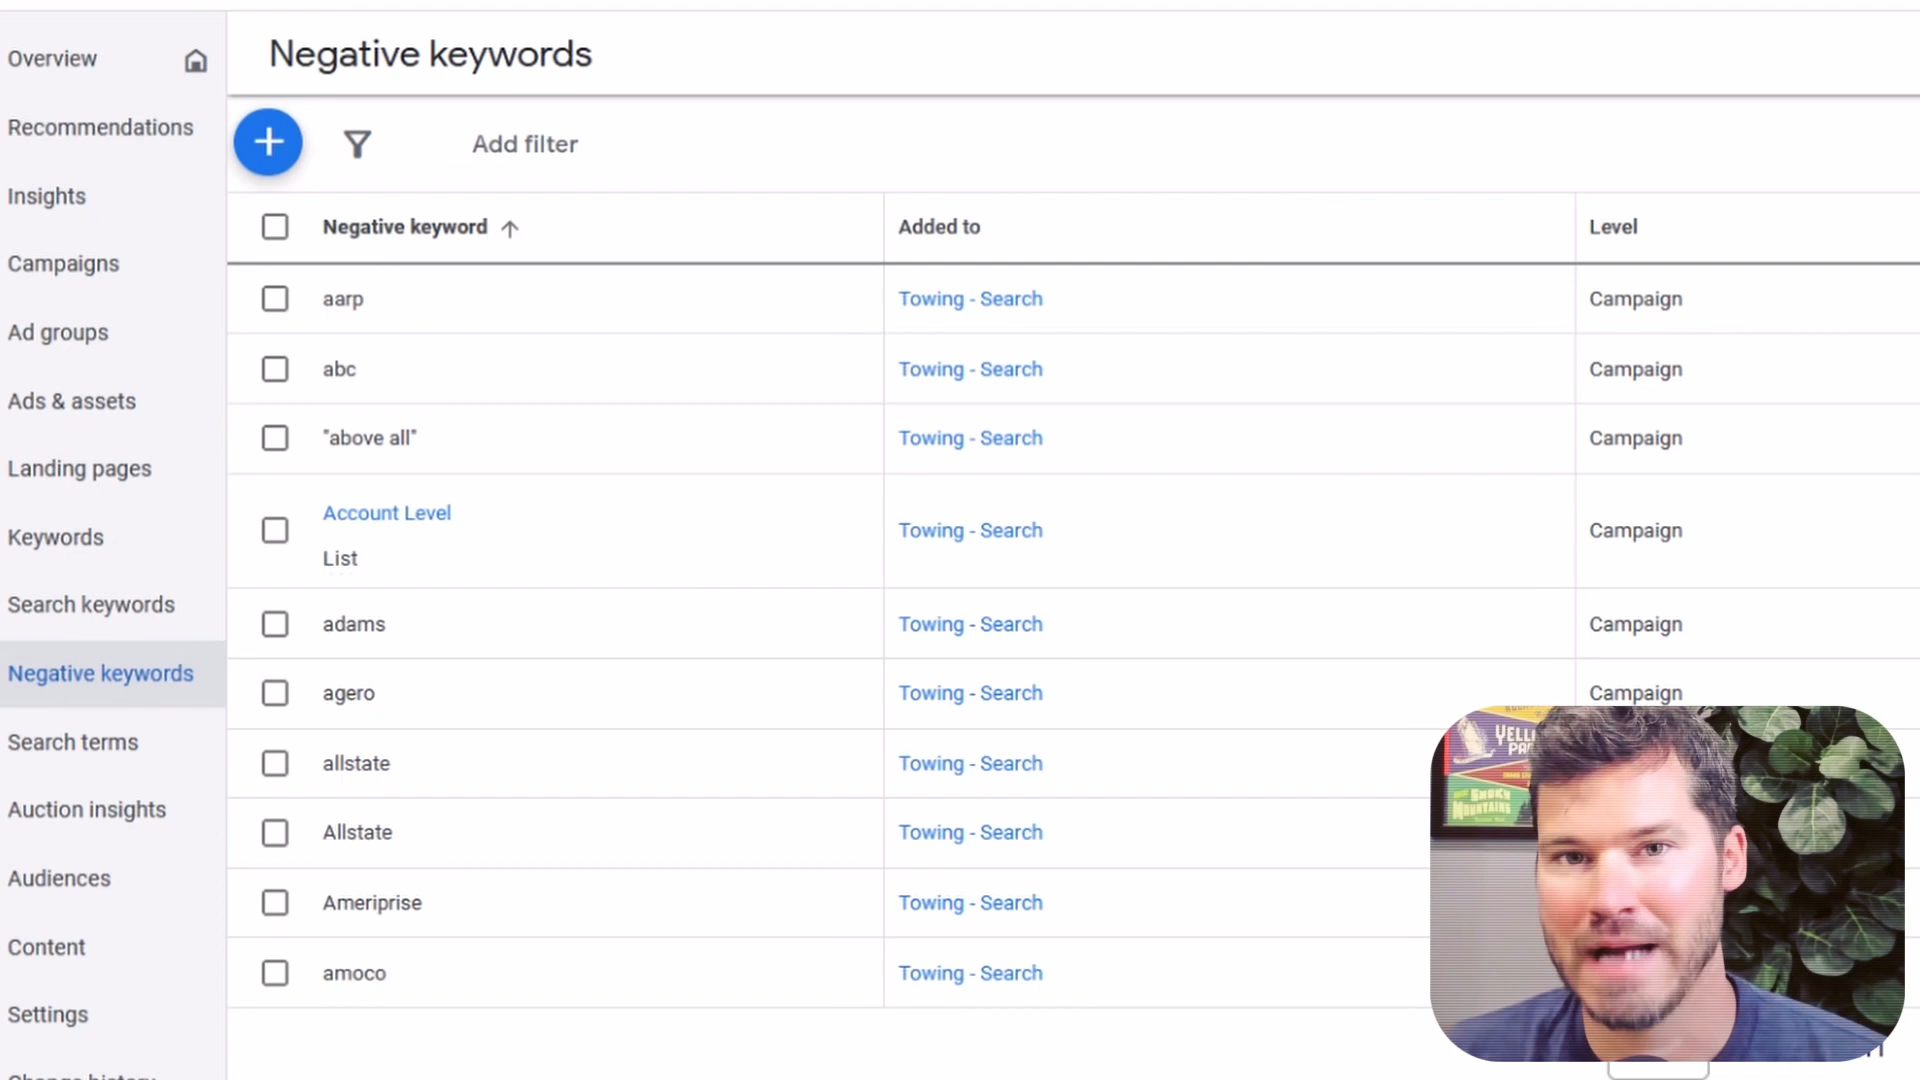 Overview
Recommendations
Insights
Campaigns
Ad groups
Ads & assets
Landing pages
Keywords
Search keywords
Negative keywords
Search terms
Auction insights
Audiences
Content
Settings
Negative keywords
Add filter
Negative keyword Added to Level
aarp Towing - Search Campaign
abc Towing - Search Campaign
"above all" Towing - Search Campaign
Account Level
List
Towing - Search Campaign
adams Towing - Search Campaign
agero Towing - Search Campaign
allstate Towing - Search
Allstate Towing - Search
Ameriprise Towing - Search
amoco Towing - Search
SMOKY
MOUNTAINS